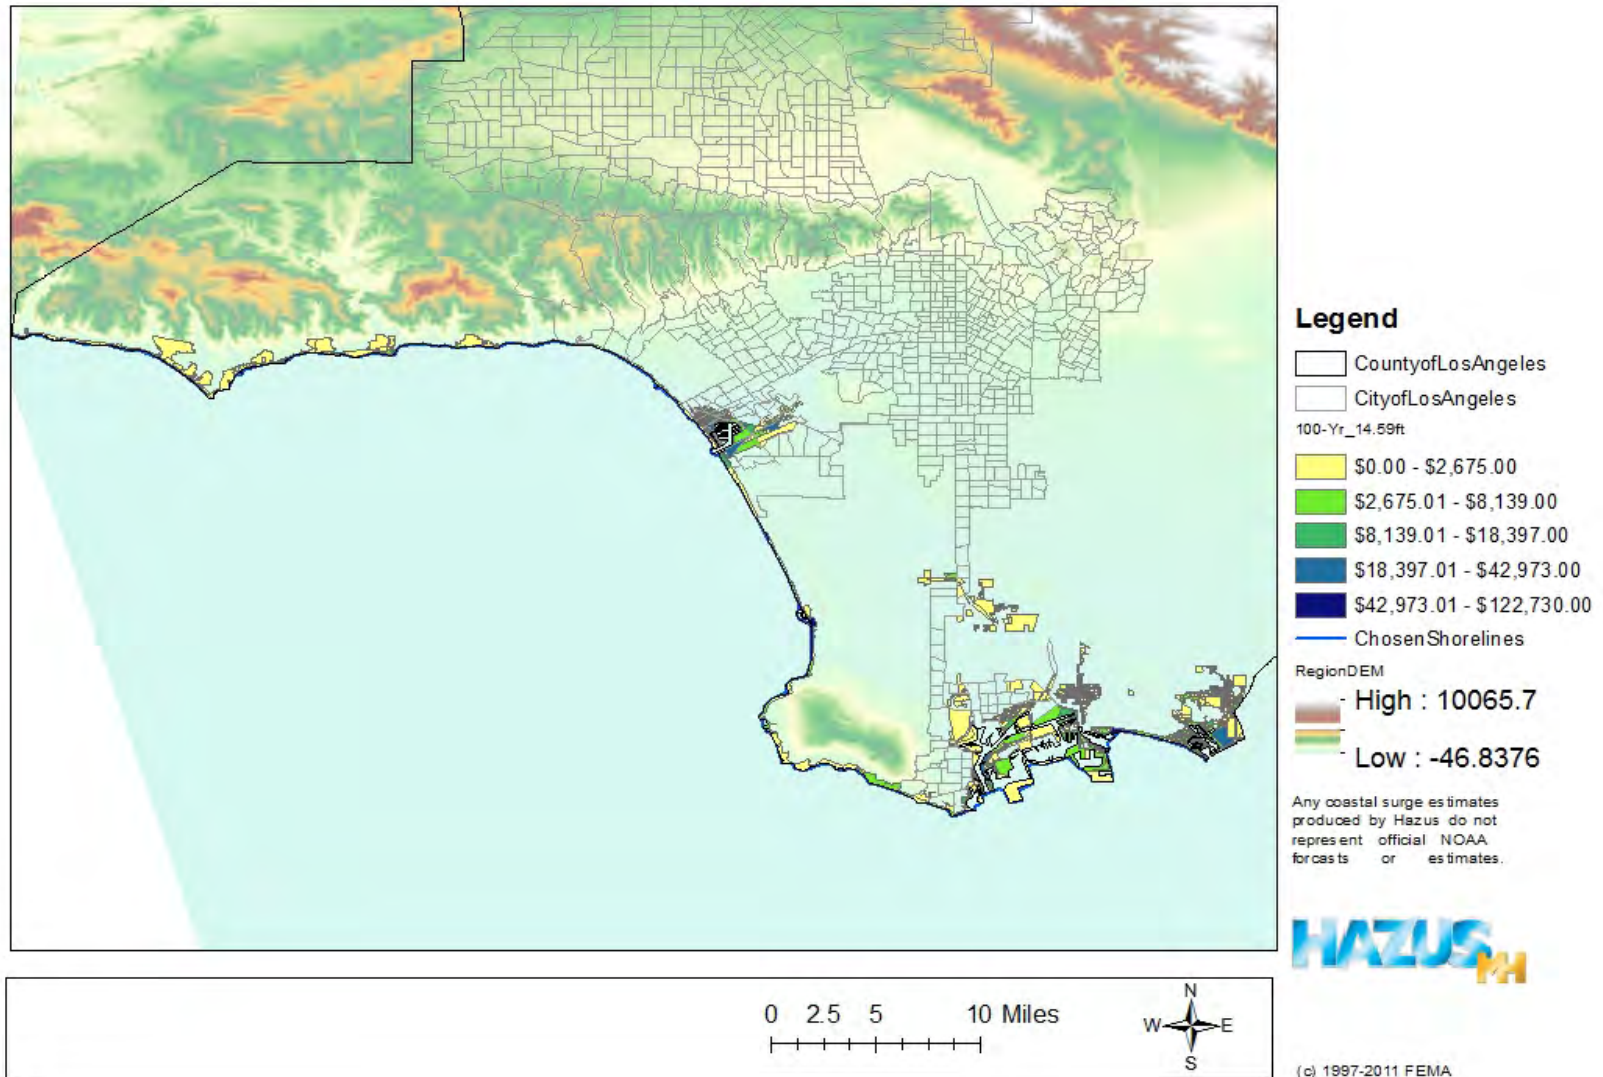 Legend
CountyofLosAngeles
CityofLosAngeles
100-Yr_14.59ft
$0.00 - $2,675.00
$2,675.01 - $8,139.00
$8,139.01 - $18,397.00
$18,397.01 - $42,973.00
$42,973.01 - $122,730.00
ChosenShorelines
RegionDEM
High : 10065.7
Low : -46.8376
Any coastal surge estimates
produced by Hazus do not
represent official NOAA
forcasts or estimates.
HAZUS
MH
0 2.5 5 10 Miles
N
W E
S
(c) 1997-2011 FEMA